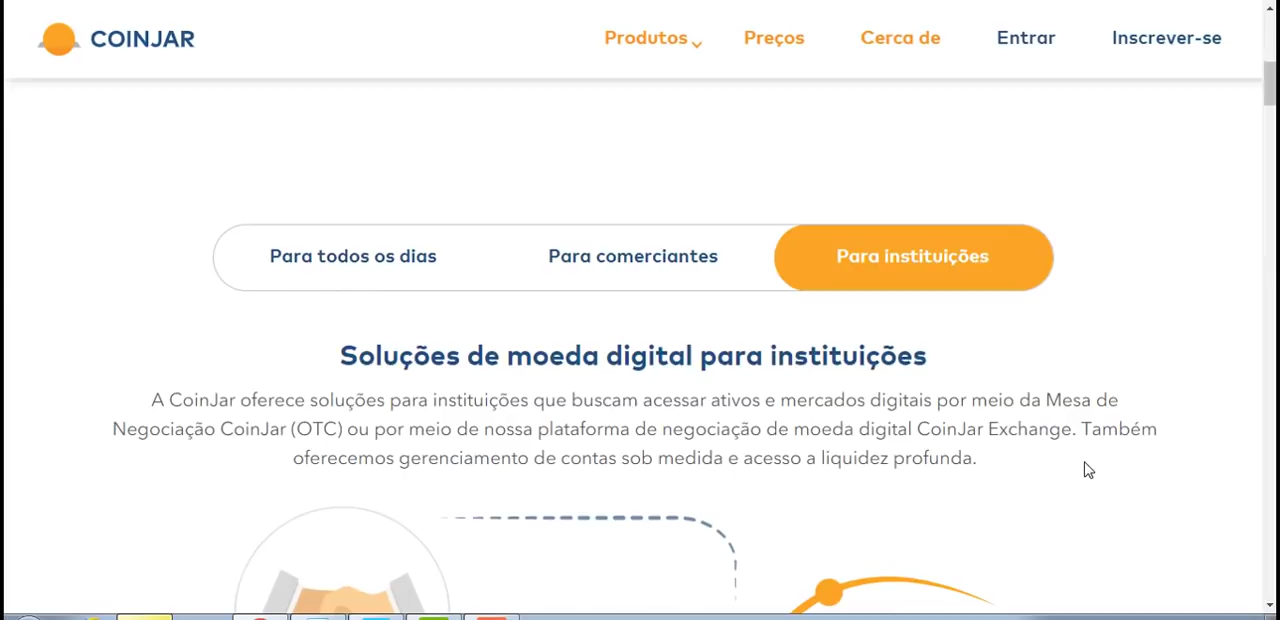 COINJAR
Produtos
Preços
Cerca de
Entrar
Inscrever-se
Para todos os dias
Para comerciantes
Para instituições
Soluções de moeda digital para instituições
A CoinJar oferece soluções para instituições que buscam acessar ativos e mercados digitais por meio da Mesa de
Negociação CoinJar (OTC) ou por meio de nossa plataforma de negociação de moeda digital CoinJar Exchange. Também
oferecemos gerenciamento de contas sob medida e acesso a liquidez profunda.